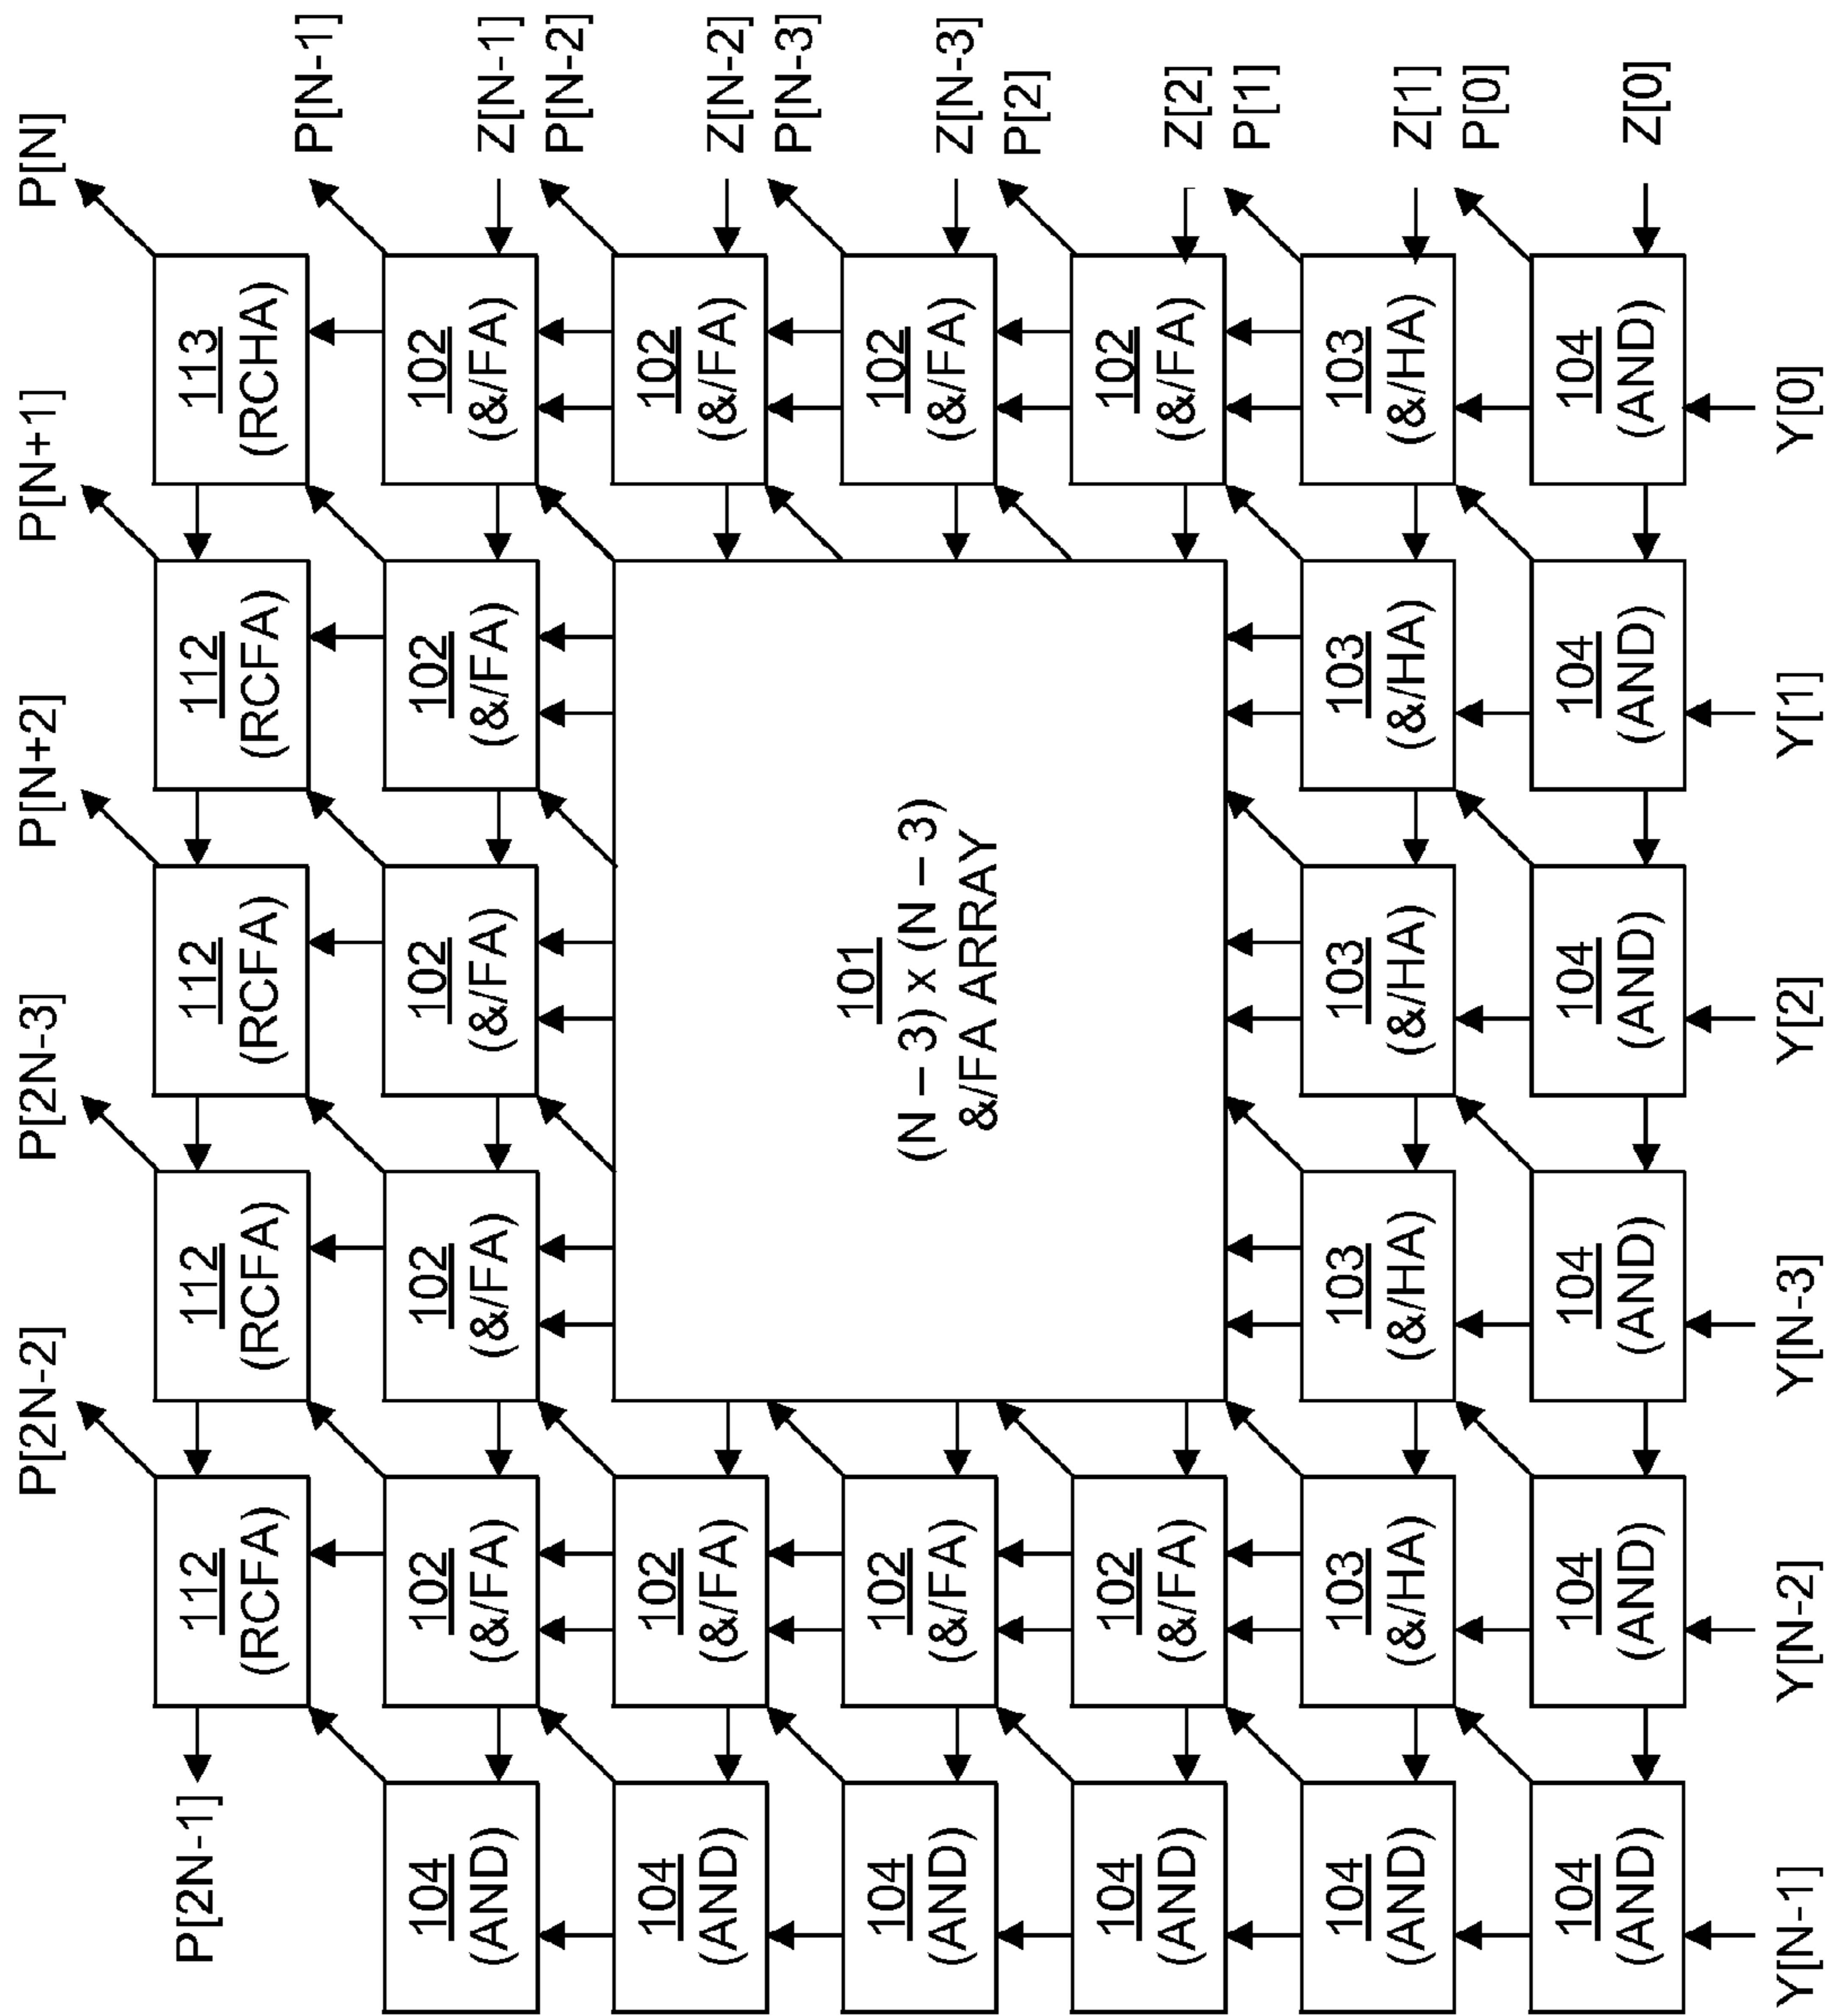 P[2N-2] P[2N-3] P[N+2] P[N+1] P[N]
P[2N-1] 112 112 112 112 113
(RCFA) (RCFA) (RCFA) (RCFA) (RCHA)
P[N-1]
104 102 102 102 102 102
(AND) (&/FA) (&/FA) (&/FA) (&/FA) (&/FA)
Z[N-1]
P[N-2]
104 102 102
(AND) (&/FA) (&/FA)
Z[N-2]
P[N-3]
101
(N – 3) x (N – 3)
&/FA ARRAY
104 102 102
(AND) (&/FA) (&/FA)
Z[N-3]
P[2]
104 102 102
(AND) (&/FA) (&/FA)
Z[2]
P[1]
104 103 103 103 103 103
(AND) (&/HA) (&/HA) (&/HA) (&/HA) (&/HA)
Z[1]
P[0]
104 104 104 104 104 104
(AND) (AND) (AND) (AND) (AND) (AND)
Z[0]
Y[N-1] Y[N-2] Y[N-3] Y[2] Y[1] Y[0]